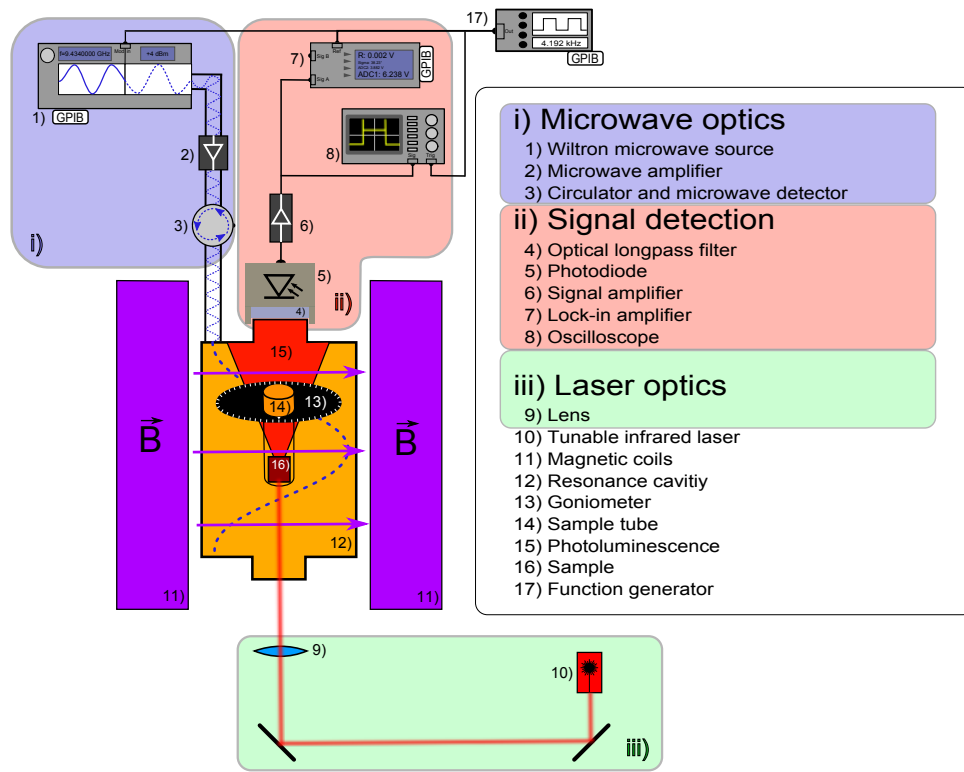 17)
Out
4.192 kHz
GPIB
f=9.4340000 GHz
Mod in
+4 dBm
1)
GPIB
2)
3)
i)
Ref
7)
Sig B
Sig A
R: 0.002 V
ADC1: 6.238 V
GPIB
8)
Sig
Trig
6)
5)
4)
ii)
15)
14)
13)
16)
12)
B
11)
B
11)
9)
10)
iii)
i) Microwave optics
1) Wiltron microwave source
2) Microwave amplifier
3) Circulator and microwave detector
ii) Signal detection
4) Optical longpass filter
5) Photodiode
6) Signal amplifier
7) Lock-in amplifier
8) Oscilloscope
iii) Laser optics
9) Lens
10) Tunable infrared laser
11) Magnetic coils
12) Resonance cavitiy
13) Goniometer
14) Sample tube
15) Photoluminescence
16) Sample
17) Function generator